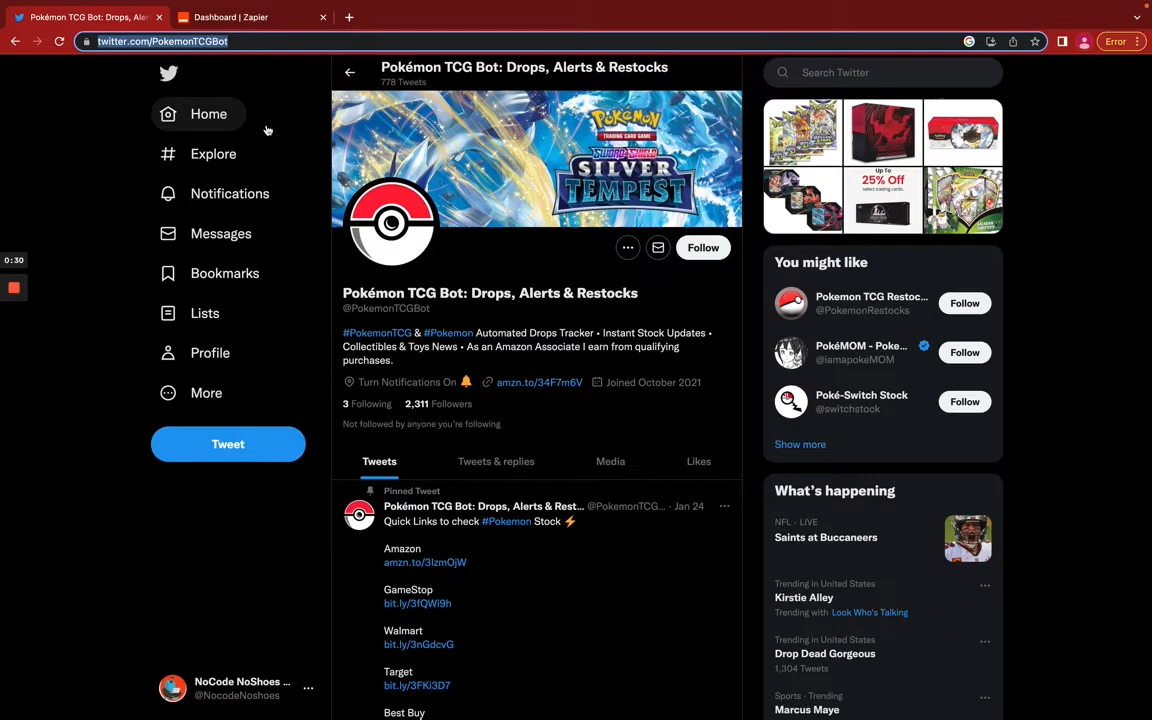 Pokémon TCG Bot: Drops, Aler
Dashboard | Zapier
twitter.com/PokemonTCGBot
Error
Pokémon TCG Bot: Drops, Alerts & Restocks
778 Tweets
Search Twitter
Home
Explore
Notifications
Messages
Bookmarks
Lists
Profile
More
Tweet
0:30
Pokémon
TRADING CARD GAME
SWORD & SHIELD
SILVER
TEMPEST
Follow
Pokémon TCG Bot: Drops, Alerts & Restocks
@PokemonTCGBot
#PokemonTCG & #Pokemon Automated Drops Tracker • Instant Stock Updates •
Collectibles & Toys News • As an Amazon Associate I earn from qualifying
purchases.
Turn Notifications On 🔔 amzn.to/34F7m6V Joined October 2021
3 Following 2,311 Followers
Not followed by anyone you're following
Tweets Tweets & replies Media Likes
Pinned Tweet
Pokémon TCG Bot: Drops, Alerts & Rest... @PokemonTCG... · Jan 24
Quick Links to check #Pokemon Stock ⚡
Amazon
amzn.to/3IzmOjW
GameStop
bit.ly/3fQWi9h
Walmart
bit.ly/3nGdcvG
Target
bit.ly/3FKi3D7
Best Buy
Up To
25% Off
select trading cards.
You might like
Pokemon TCG Restoc...
@PokemonRestocks
Follow
PokéMOM - Poke...
@iamapokeMOM
Follow
Poké-Switch Stock
@switchstock
Follow
Show more
What's happening
NFL · LIVE
Saints at Buccaneers
Trending in United States
Kirstie Alley
Trending with Look Who's Talking
Trending in United States
Drop Dead Gorgeous
1,304 Tweets
Sports · Trending
Marcus Maye
NoCode NoShoes ...
@NocodeNoshoes